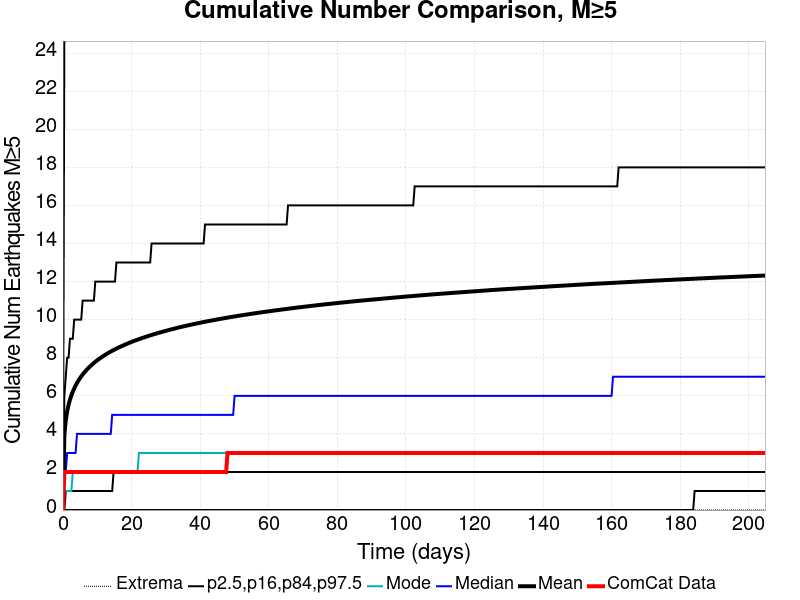 Cumulative Number Comparison, M≥5
Cumulative Num Earthquakes M≥5
24
22
20
18
16
14
12
10
8
6
4
2
0
0 20 40 60 80 100 120 140 160 180 200
Time (days)
Extrema p2.5,p16,p84,p97.5 Mode Median Mean ComCat Data